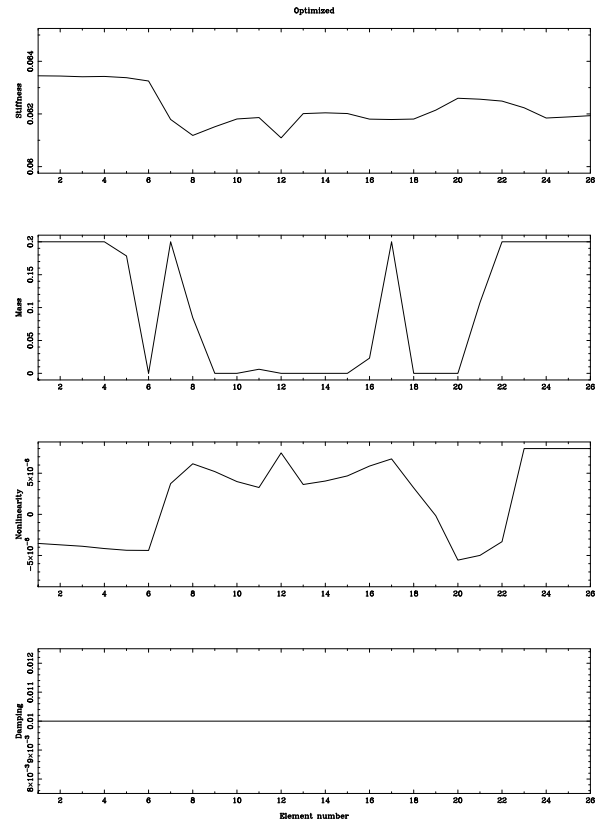 Optimized
Stiffness
0.064
0.062
0.06
2 4 6 8 10 12 14 16 18 20 22 24 26
Mass
0.2
0.15
0.1
0.05
0
2 4 6 8 10 12 14 16 18 20 22 24 26
Nonlinearity
5×10⁻⁶
0
−5×10⁻⁶
2 4 6 8 10 12 14 16 18 20 22 24 26
Damping
0.012
0.011
0.01
9×10⁻³
8×10⁻³
2 4 6 8 10 12 14 16 18 20 22 24 26
Element number